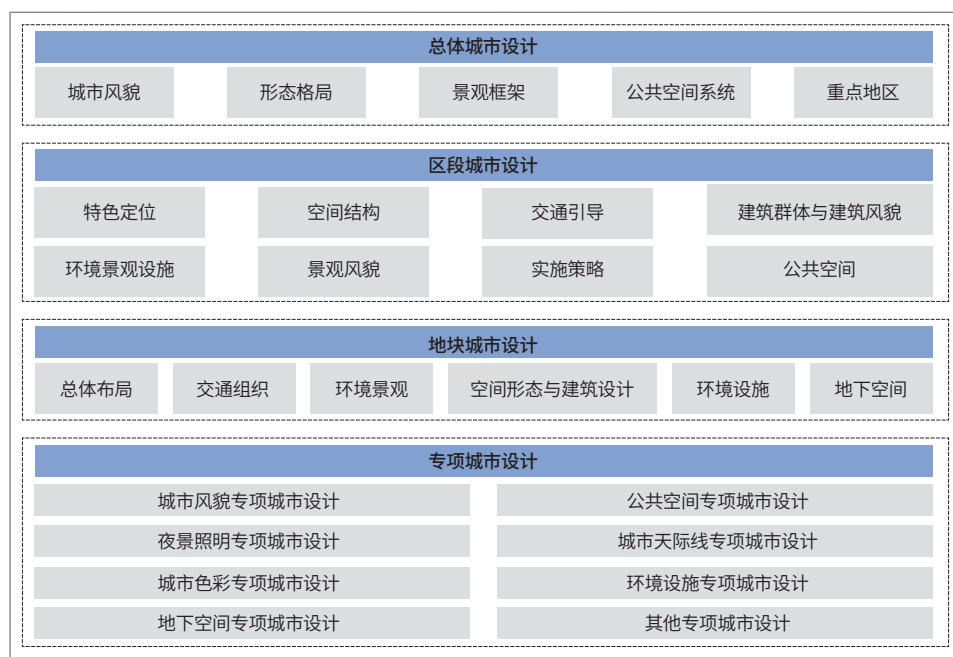 总体城市设计
城市风貌
形态格局
景观框架
公共空间系统
重点地区
区段城市设计
特色定位
空间结构
交通引导
建筑群体与建筑风貌
环境景观设施
景观风貌
实施策略
公共空间
地块城市设计
总体布局
交通组织
环境景观
空间形态与建筑设计
环境设施
地下空间
专项城市设计
城市风貌专项城市设计
公共空间专项城市设计
夜景照明专项城市设计
城市天际线专项城市设计
城市色彩专项城市设计
环境设施专项城市设计
地下空间专项城市设计
其他专项城市设计